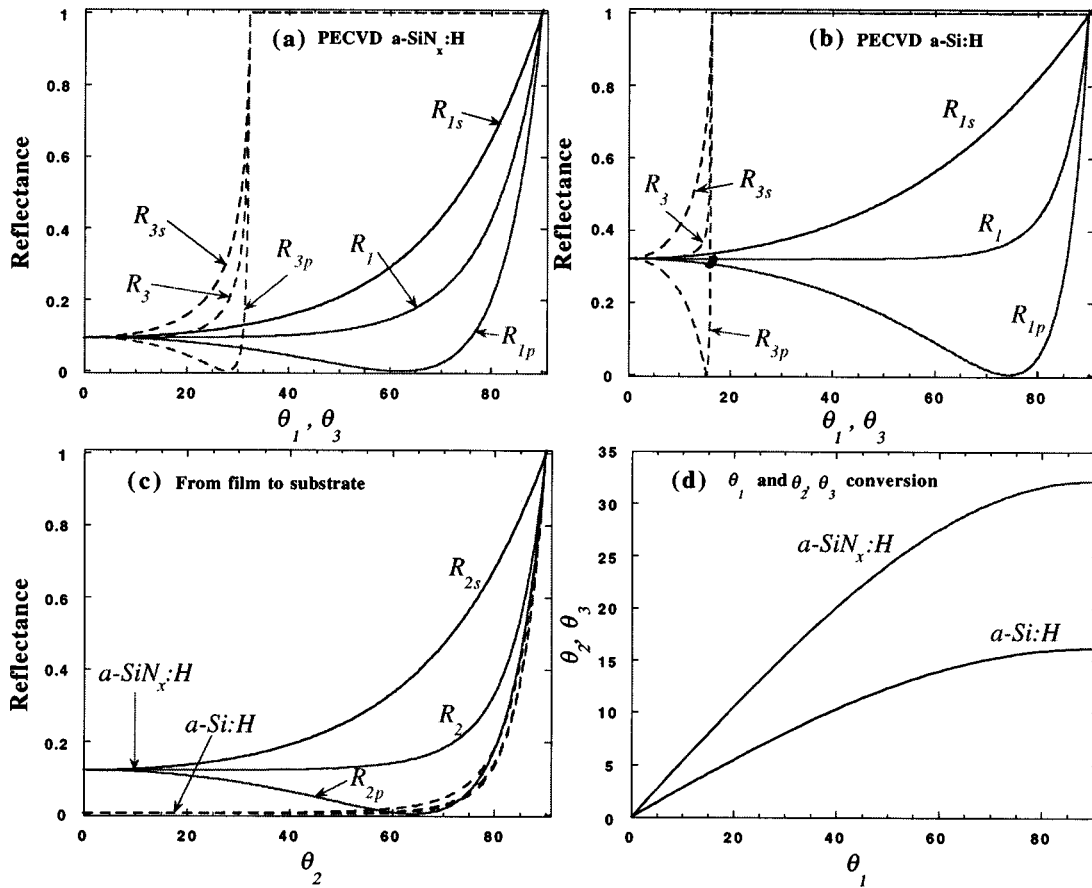 (a) PECVD a-SiNₓ:H
Reflectance
1
0.8
0.6
0.4
0.2
0
R₁ₛ
R₃ₛ
R₃
R₃ₚ
R₁
R₁ₚ
0 20 40 60 80
θ₁, θ₃
(b) PECVD a-Si:H
Reflectance
1
0.8
0.6
0.4
0.2
0
R₁ₛ
R₃
R₃ₛ
R₁
R₃ₚ
R₁ₚ
0 20 40 60 80
θ₁, θ₃
(c) From film to substrate
Reflectance
1
0.8
0.6
0.4
0.2
0
R₂ₛ
a-SiNₓ:H
a-Si:H
R₂
R₂ₚ
0 20 40 60 80
θ₂
(d) θ₁ and θ₂, θ₃ conversion
θ₂, θ₃
35
30
25
20
15
10
5
0
a-SiNₓ:H
a-Si:H
0 20 40 60 80
θ₁